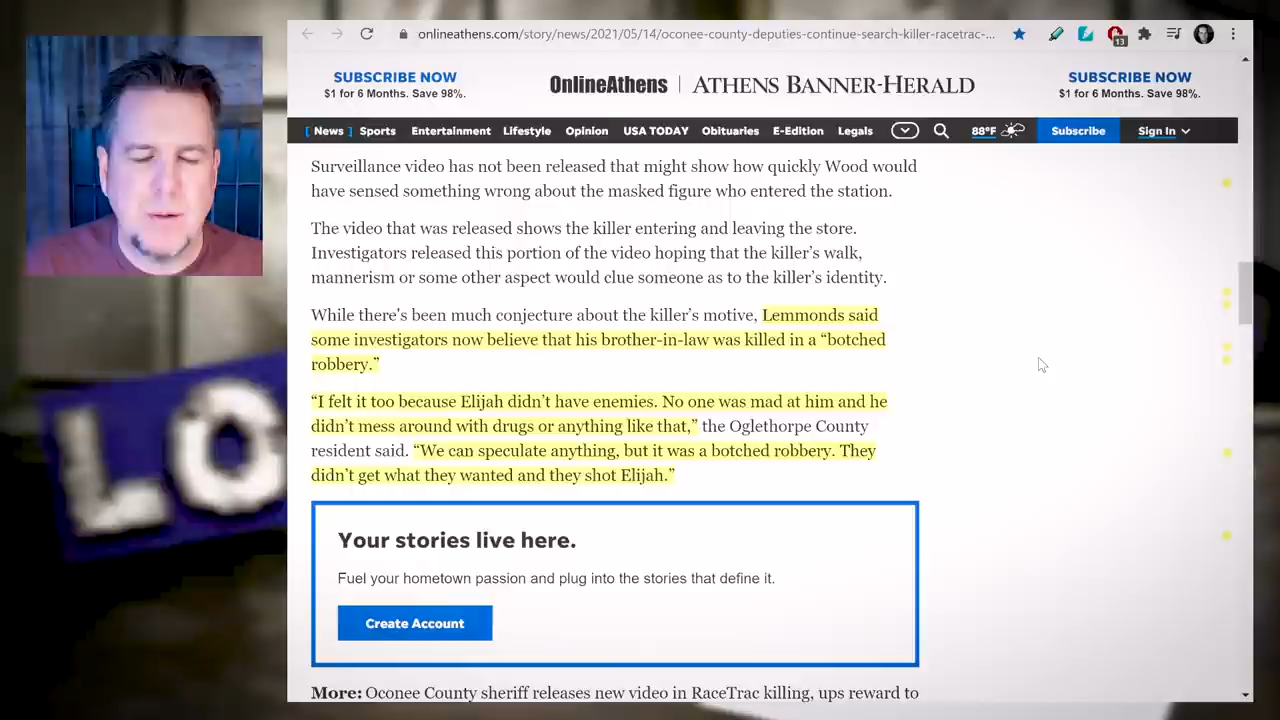 onlineathens.com/story/news/2021/05/14/oconee-county-deputies-continue-search-killer-racetrac-...
13
SUBSCRIBE NOW
$1 for 6 Months. Save 98%.
OnlineAthens | ATHENS BANNER-HERALD
SUBSCRIBE NOW
$1 for 6 Months. Save 98%.
[ News ] Sports Entertainment Lifestyle Opinion USA TODAY Obituaries E-Edition Legals 88°F Subscribe Sign In
Surveillance video has not been released that might show how quickly Wood would
have sensed something wrong about the masked figure who entered the station.
The video that was released shows the killer entering and leaving the store.
Investigators released this portion of the video hoping that the killer’s walk,
mannerism or some other aspect would clue someone as to the killer’s identity.
While there's been much conjecture about the killer’s motive, Lemmonds said
some investigators now believe that his brother-in-law was killed in a “botched
robbery.”
“I felt it too because Elijah didn’t have enemies. No one was mad at him and he
didn’t mess around with drugs or anything like that,” the Oglethorpe County
resident said. “We can speculate anything, but it was a botched robbery. They
didn’t get what they wanted and they shot Elijah.”
Your stories live here.
Fuel your hometown passion and plug into the stories that define it.
Create Account
More: Oconee County sheriff releases new video in RaceTrac killing, ups reward to
LO